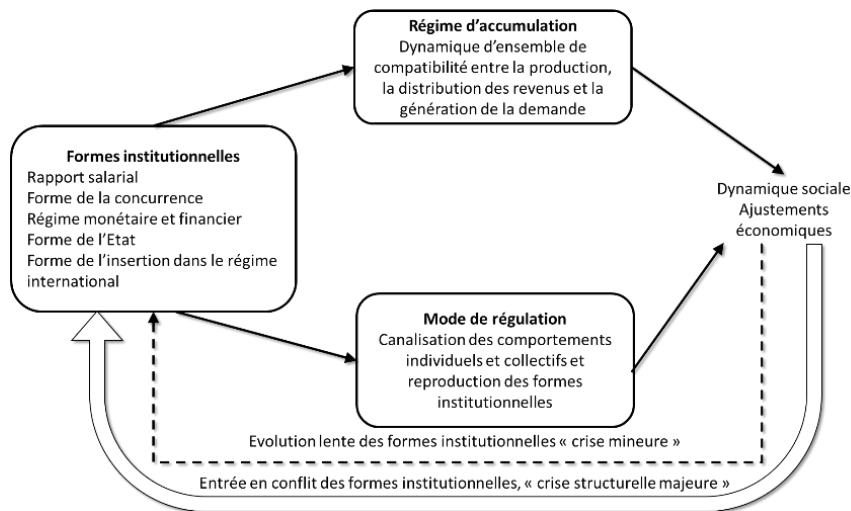 Régime d’accumulation
Dynamique d’ensemble de
compatibilité entre la production,
la distribution des revenus et la
génération de la demande
Formes institutionnelles
Rapport salarial
Forme de la concurrence
Régime monétaire et financier
Forme de l’Etat
Forme de l’insertion dans le régime
international
Dynamique sociale
Ajustements
économiques
Mode de régulation
Canalisation des comportements
individuels et collectifs et
reproduction des formes
institutionnelles
Evolution lente des formes institutionnelles « crise mineure »
Entrée en conflit des formes institutionnelles, « crise structurelle majeure »